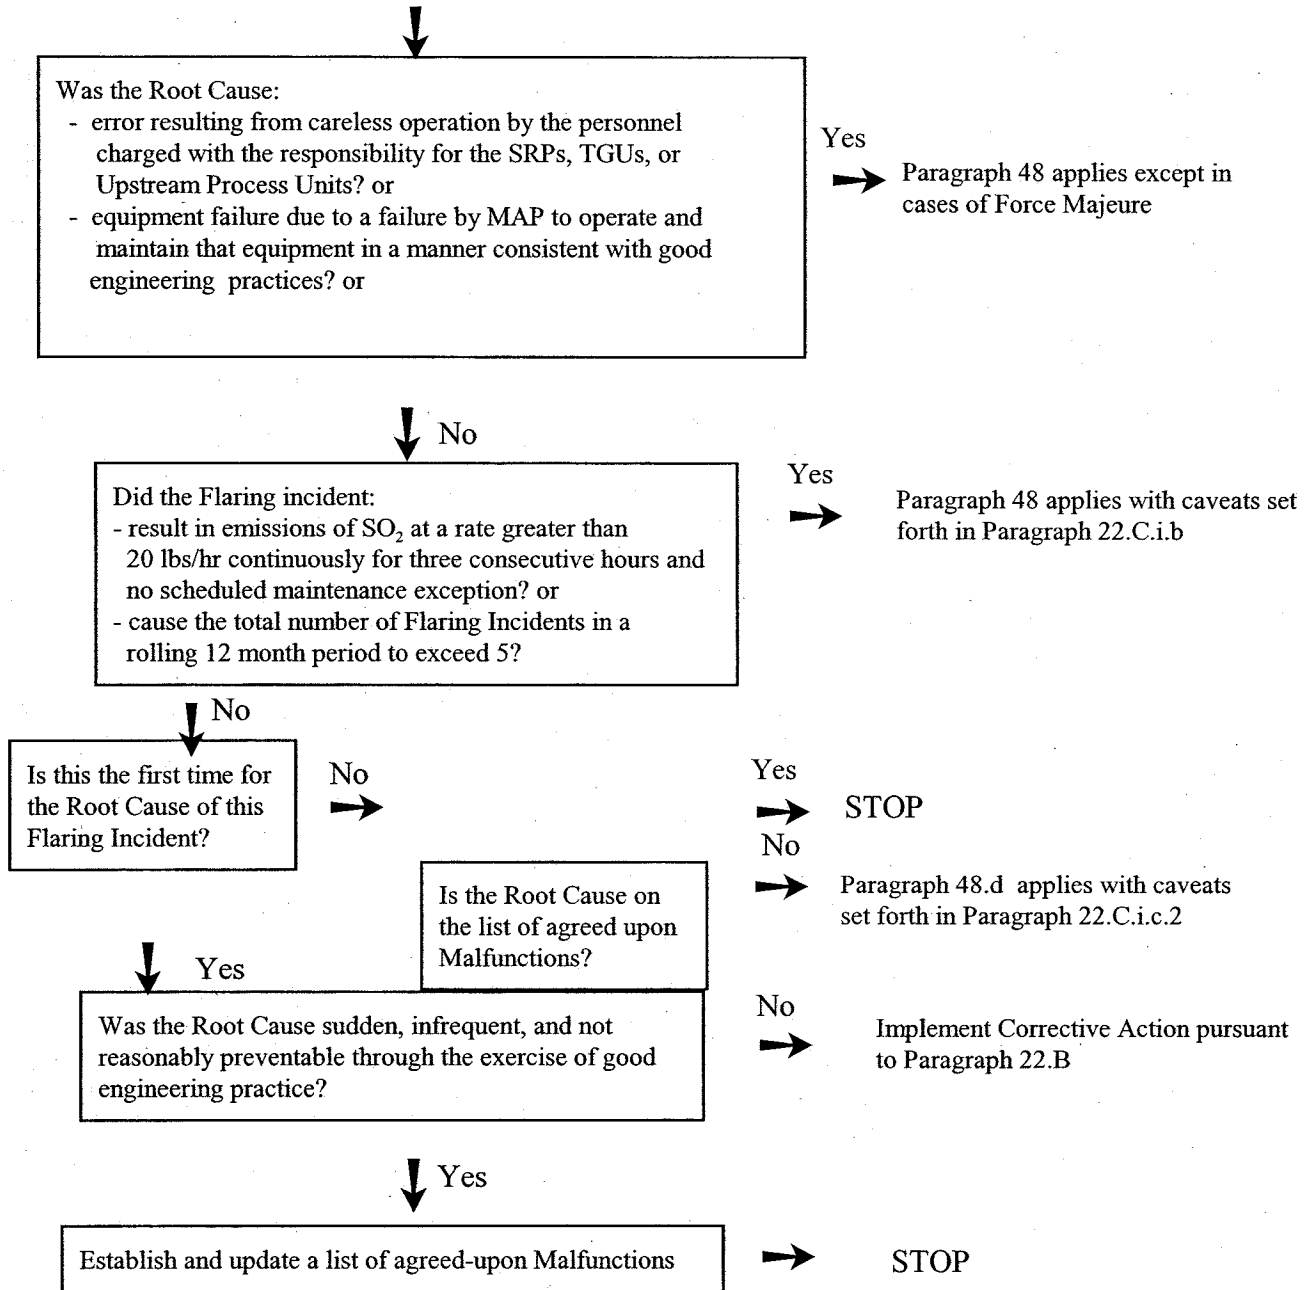 Was the Root Cause:
- error resulting from careless operation by the personnel
charged with the responsibility for the SRPs, TGUs, or
Upstream Process Units? or
- equipment failure due to a failure by MAP to operate and
maintain that equipment in a manner consistent with good
engineering practices? or
Yes
Paragraph 48 applies except in
cases of Force Majeure
No
Did the Flaring incident:
- result in emissions of SO₂ at a rate greater than
20 lbs/hr continuously for three consecutive hours and
no scheduled maintenance exception? or
- cause the total number of Flaring Incidents in a
rolling 12 month period to exceed 5?
Yes
Paragraph 48 applies with caveats set
forth in Paragraph 22.C.i.b
No
Is this the first time for
the Root Cause of this
Flaring Incident?
No
Is the Root Cause on
the list of agreed upon
Malfunctions?
Yes
STOP
No
Paragraph 48.d applies with caveats
set forth in Paragraph 22.C.i.c.2
Yes
Was the Root Cause sudden, infrequent, and not
reasonably preventable through the exercise of good
engineering practice?
No
Implement Corrective Action pursuant
to Paragraph 22.B
Yes
Establish and update a list of agreed-upon Malfunctions
STOP